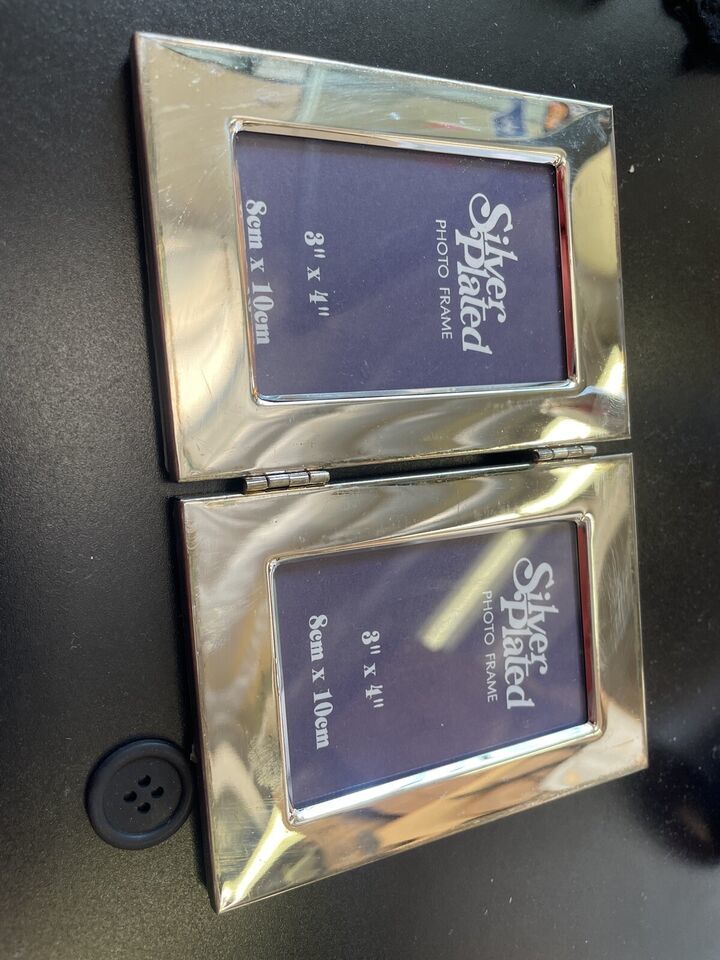 Silver
Plated
PHOTO FRAME
3" x 4"
8cm x 10cm
Silver
Plated
PHOTO FRAME
3" x 4"
8cm x 10cm